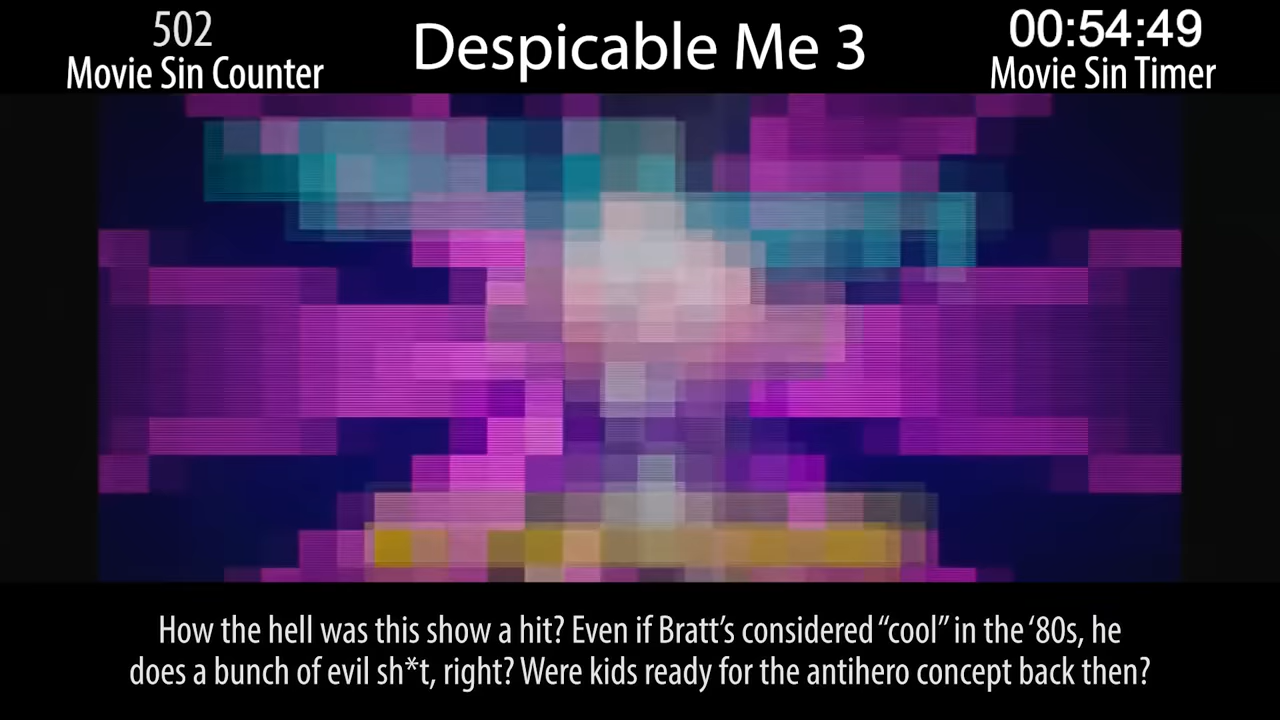 502
Movie Sin Counter
Despicable Me 3
00:54:49
Movie Sin Timer
How the hell was this show a hit? Even if Bratt’s considered “cool” in the ‘80s, he
does a bunch of evil sh*t, right? Were kids ready for the antihero concept back then?